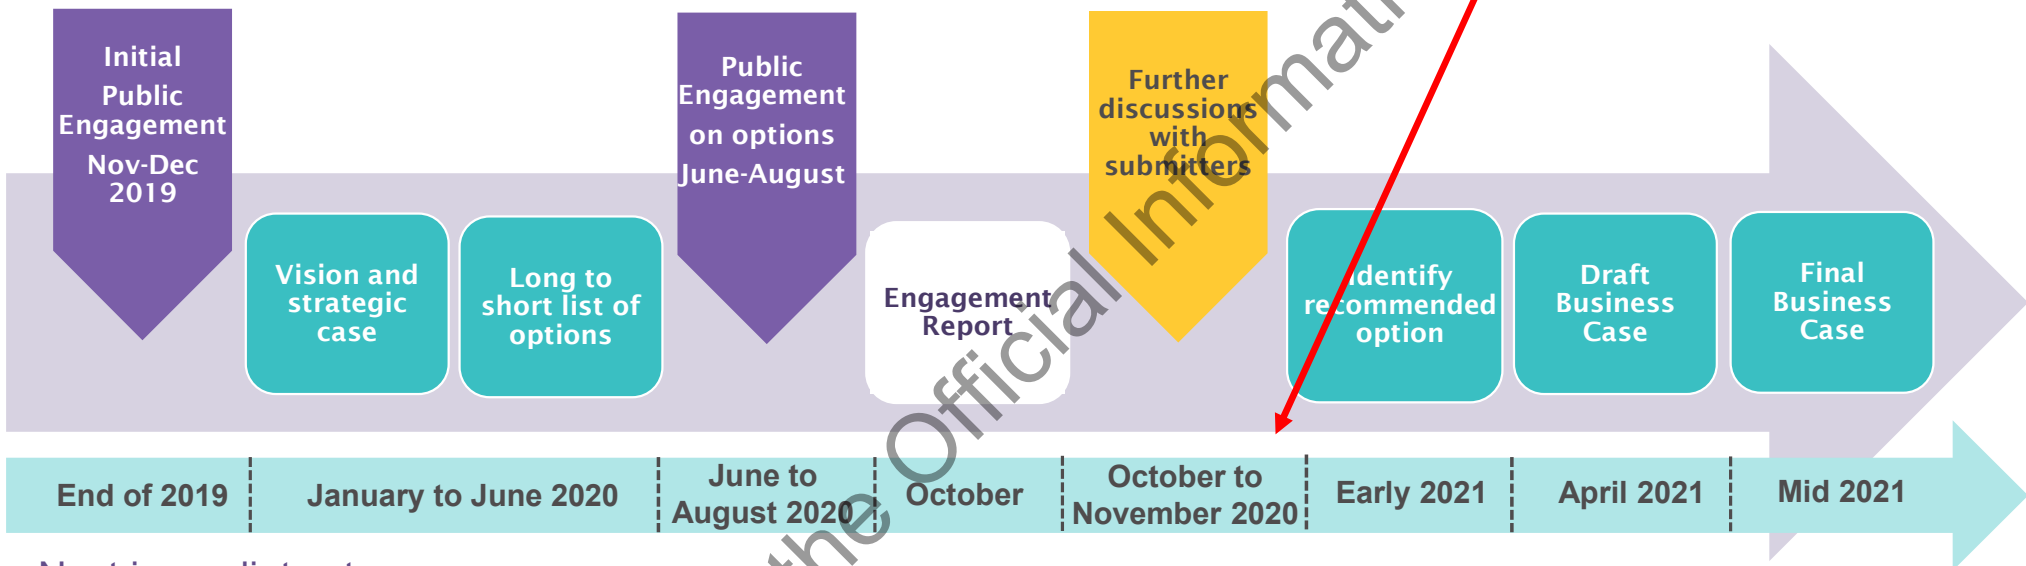 Initial
Public
Engagement
Nov-Dec
2019
Vision and
strategic
case
Long to
short list of
options
Public
Engagement
on options
June-August
Engagement
Report
Further
discussions
with
submitters
Identify
recommended
option
Draft
Business
Case
Final
Business
Case
End of 2019
January to June 2020
June to
August 2020
October
October to
November 2020
Early 2021
April 2021
Mid 2021
the Official Informati